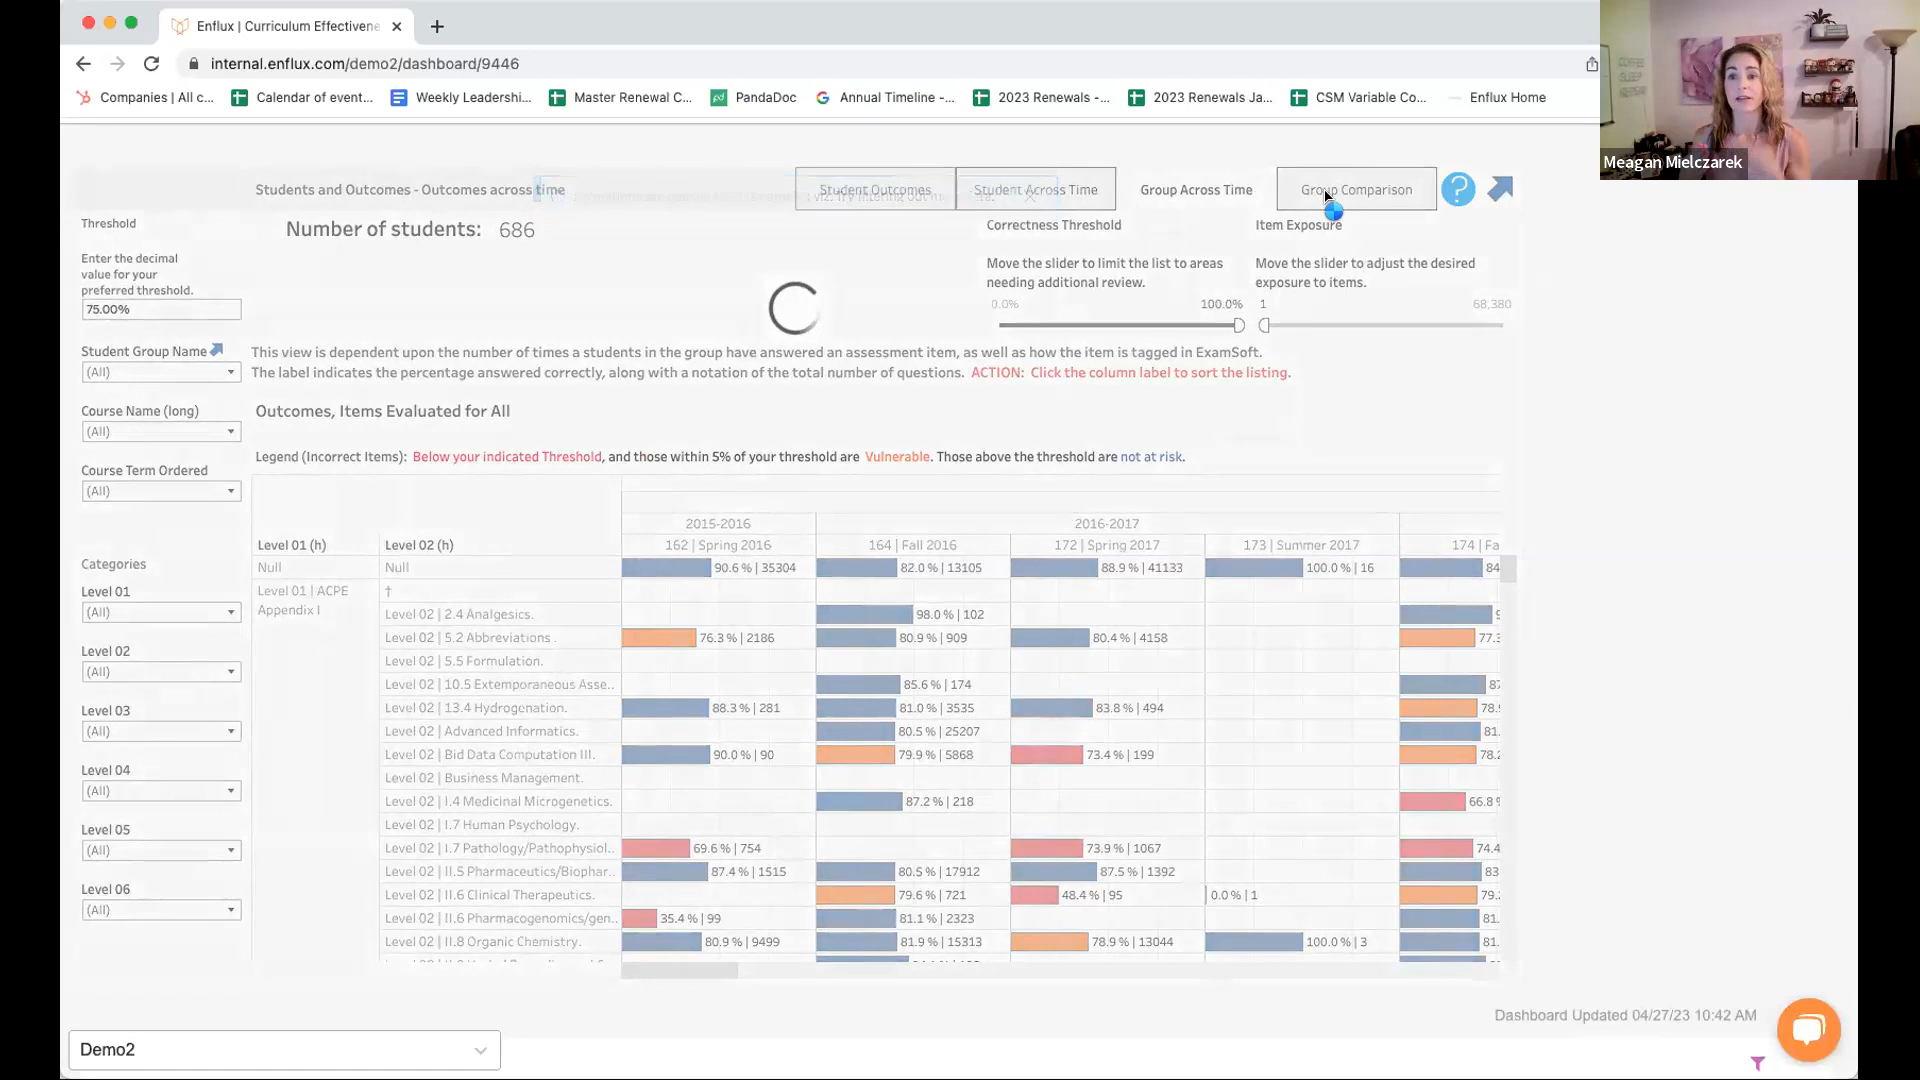 Enflux | Curriculum Effectivene
internal.enflux.com/demo2/dashboard/9446
Companies | All c...
Calendar of event...
Weekly Leadershi...
Master Renewal C...
PandaDoc
Annual Timeline -...
2023 Renewals -...
2023 Renewals Ja...
CSM Variable Co...
Enflux Home
Meagan Mielczarek
Students and Outcomes - Outcomes across time
Student Outcomes
Student Across Time
Group Across Time
Group Comparison
?
Threshold
Number of students: 686
Correctness Threshold
Item Exposure
Enter the decimal
value for your
preferred threshold.
75.00%
Move the slider to limit the list to areas
needing additional review.
Move the slider to adjust the desired
exposure to items.
0.0%
100.0%
1
68,380
Student Group Name
(All)
This view is dependent upon the number of times a students in the group have answered an assessment item, as well as how the item is tagged in ExamSoft.
The label indicates the percentage answered correctly, along with a notation of the total number of questions. ACTION: Click the column label to sort the listing.
Course Name (long)
(All)
Outcomes, Items Evaluated for All
Legend (Incorrect Items): Below your indicated Threshold, and those within 5% of your threshold are Vulnerable. Those above the threshold are not at risk.
Course Term Ordered
(All)
Categories
Level 01
(All)
Level 02
(All)
Level 03
(All)
Level 04
(All)
Level 05
(All)
Level 06
(All)
2015-2016 2016-2017
Level 01 (h) Level 02 (h) 162 | Spring 2016 164 | Fall 2016 172 | Spring 2017 173 | Summer 2017 174 | Fa
Null Null 90.6 % | 35304 82.0 % | 13105 88.9 % | 41133 100.0 % | 16 84
Level 01 | ACPE
Appendix I
†
Level 02 | 2.4 Analgesics. 98.0 % | 102
Level 02 | 5.2 Abbreviations . 76.3 % | 2186 80.9 % | 909 80.4 % | 4158 77.3
Level 02 | 5.5 Formulation.
Level 02 | 10.5 Extemporaneous Asse.. 85.6 % | 174 87
Level 02 | 13.4 Hydrogenation. 88.3 % | 281 81.0 % | 3535 83.8 % | 494 78.9
Level 02 | Advanced Informatics. 80.5 % | 25207 81.
Level 02 | Bid Data Computation III. 90.0 % | 90 79.9 % | 5868 73.4 % | 199 78.2
Level 02 | Business Management.
Level 02 | I.4 Medicinal Microgenetics. 87.2 % | 218 66.8 %
Level 02 | I.7 Human Psychology.
Level 02 | I.7 Pathology/Pathophysiol.. 69.6 % | 754 73.9 % | 1067 74.4
Level 02 | II.5 Pharmaceutics/Biophar.. 87.4 % | 1515 80.5 % | 17912 87.5 % | 1392 83
Level 02 | II.6 Clinical Therapeutics. 79.6 % | 721 48.4 % | 95 0.0 % | 1 79.2
Level 02 | II.6 Pharmacogenomics/gen.. 35.4 % | 99 81.1 % | 2323 81.
Level 02 | II.8 Organic Chemistry. 80.9 % | 9499 81.9 % | 15313 78.9 % | 13044 100.0 % | 3 81.
Dashboard Updated 04/27/23 10:42 AM
Demo2